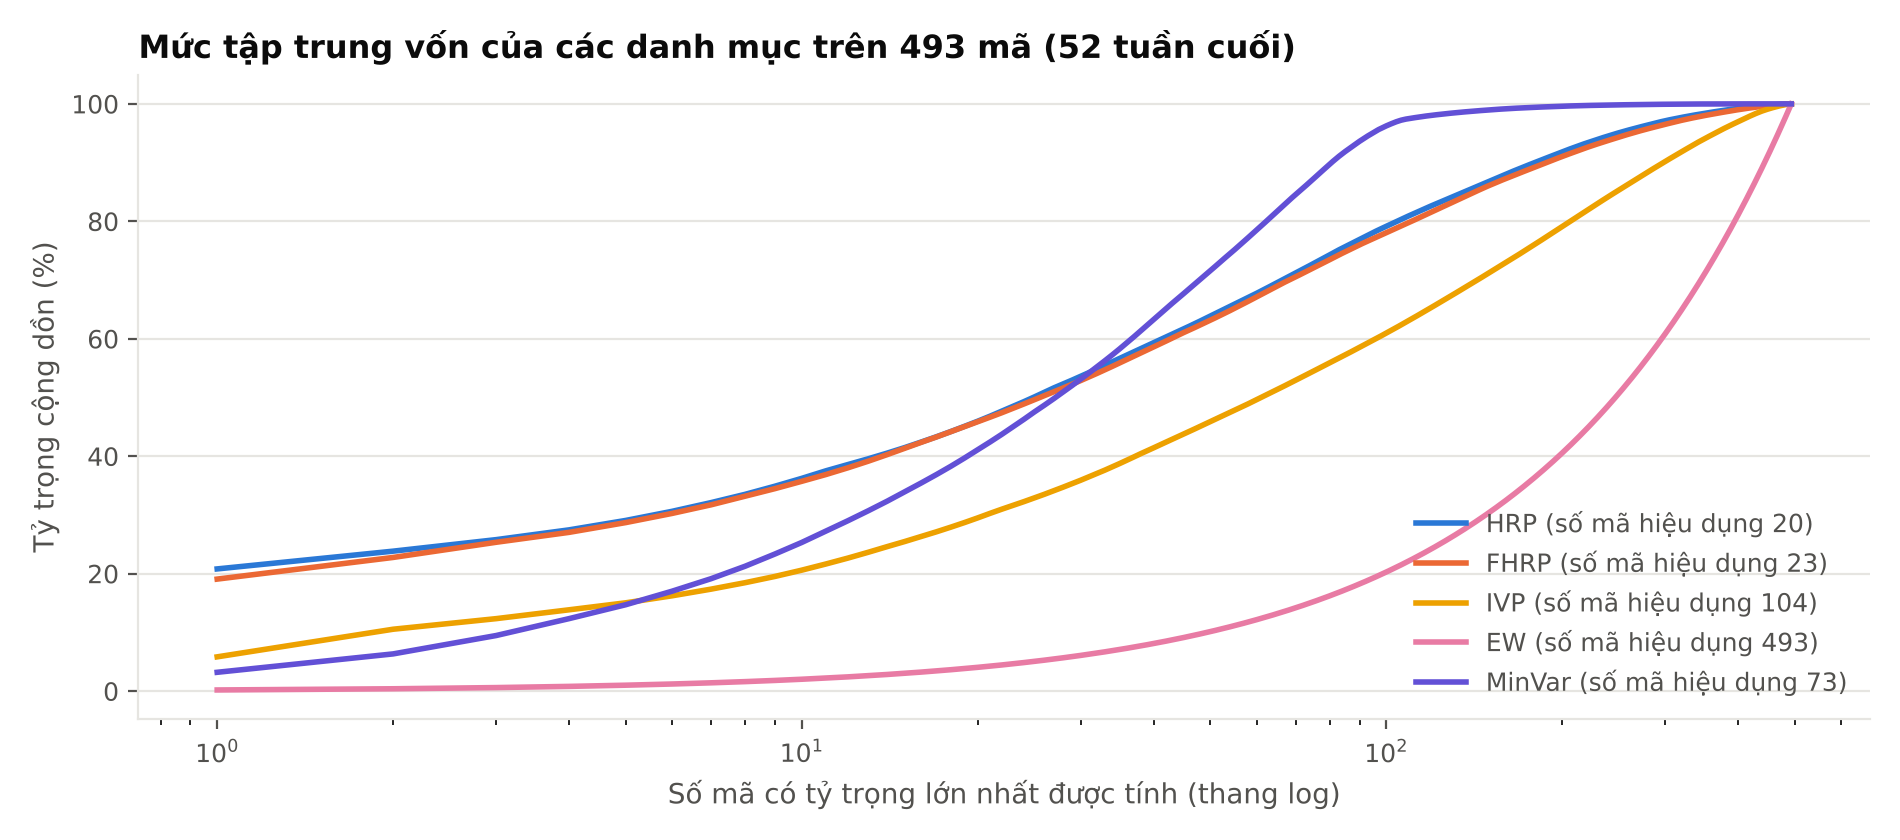 Mức tập trung vốn của các danh mục trên 493 mã (52 tuần cuối)
Tỷ trọng cộng dồn (%)
100
80
60
40
20
0
HRP (số mã hiệu dụng 20)
FHRP (số mã hiệu dụng 23)
IVP (số mã hiệu dụng 104)
EW (số mã hiệu dụng 493)
MinVar (số mã hiệu dụng 73)
10⁰ 10¹ 10²
Số mã có tỷ trọng lớn nhất được tính (thang log)